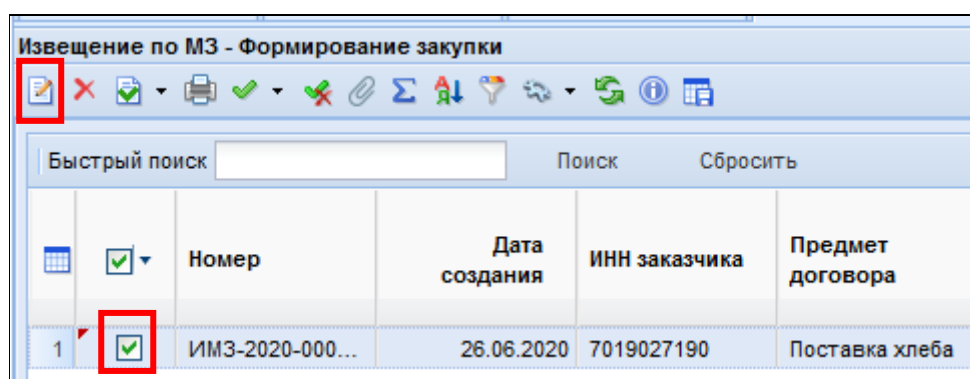 Извещение по МЗ - Формирование закупки
Быстрый поиск Поиск Сбросить
Номер Дата создания ИНН заказчика Предмет договора
1 ИМЗ-2020-000... 26.06.2020 7019027190 Поставка хлеба